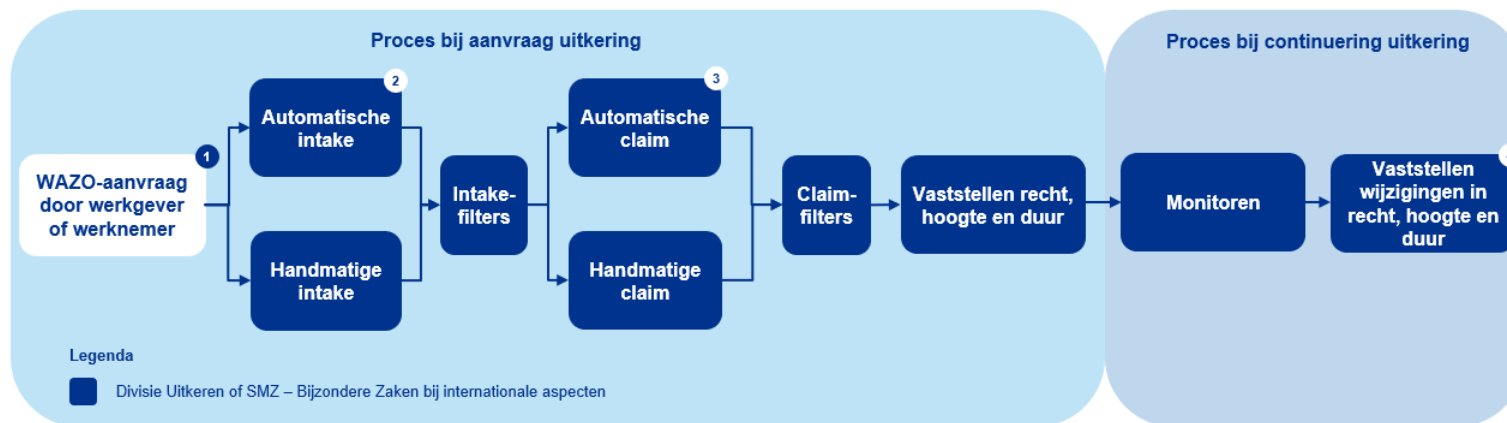 Proces bij aanvraag uitkering
Proces bij continuering uitkering
1
WAZO-aanvraag
door werkgever
of werknemer
2
Automatische
intake
Handmatige
intake
Intake-
filters
3
Automatische
claim
Handmatige
claim
Claim-
filters
Vaststellen recht,
hoogte en duur
Monitoren
Vaststellen
wijzigingen in
recht, hoogte en
duur
Legenda
Divisie Uitkeren of SMZ – Bijzondere Zaken bij internationale aspecten